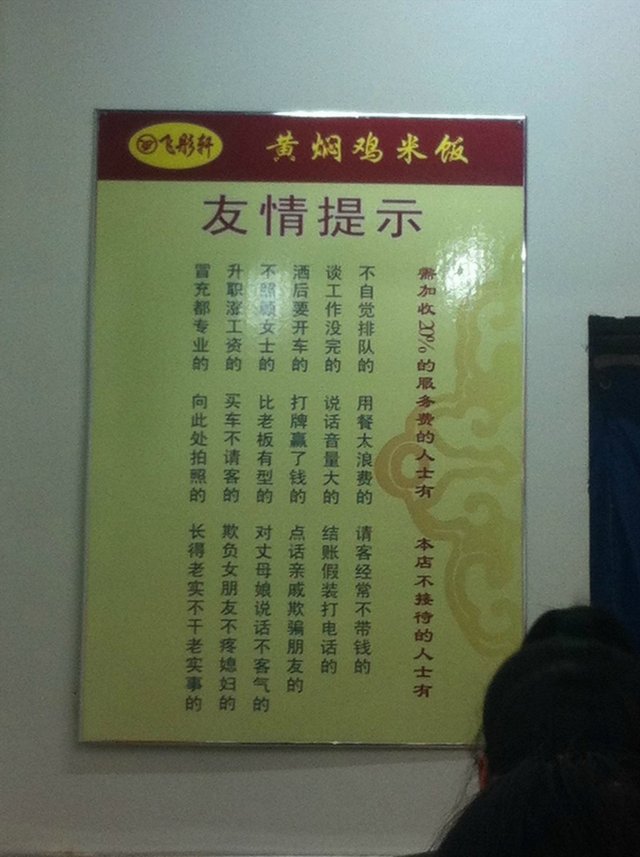 飞彤轩
黄焖鸡米饭
友情提示
需加收20%的服务费的人士有 本店不接待的人士有
不自觉排队的 用餐太浪费的 请客经常不带钱的
谈工作没完的 说话音量大的 结账假装打电话的
洒后要开车的 打牌赢了钱的 点话亲戚欺骗朋友的
不照顾女士的 比老板有型的 对丈母娘说话不客气的
升职涨工资的 买车不请客的 欺负女朋友不疼媳妇的
冒充都专业的 向此处拍照的 长得老实不干老实事的